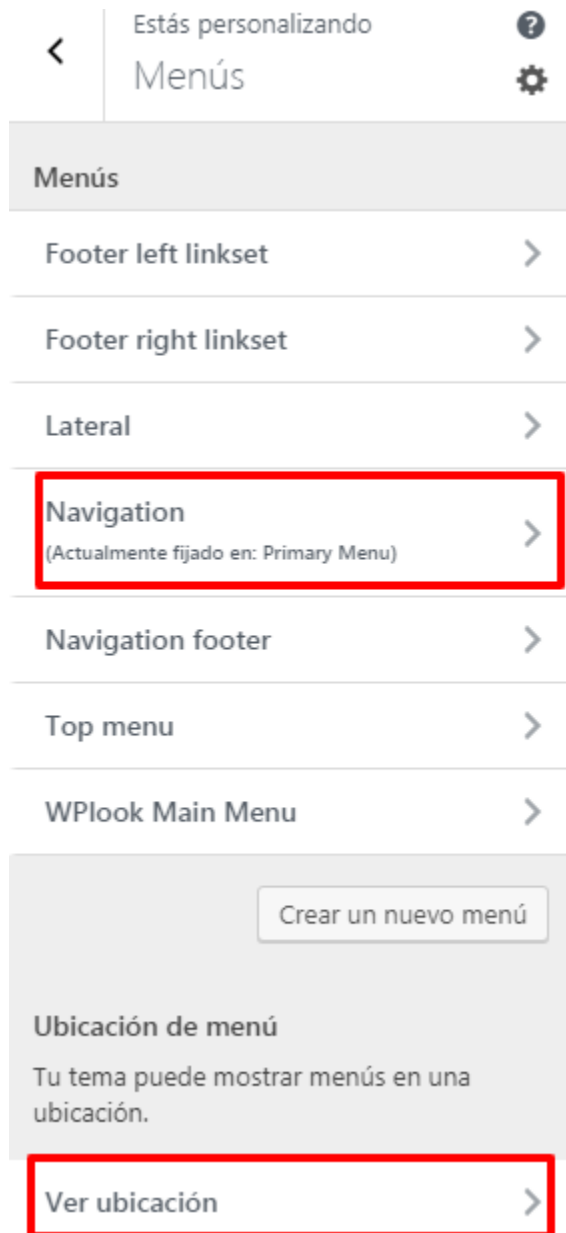 Estás personalizando
Menús
Menús
Footer left linkset
Footer right linkset
Lateral
Navigation
(Actualmente fijado en: Primary Menu)
Navigation footer
Top menu
WPlook Main Menu
Crear un nuevo menú
Ubicación de menú
Tu tema puede mostrar menús en una
ubicación.
Ver ubicación